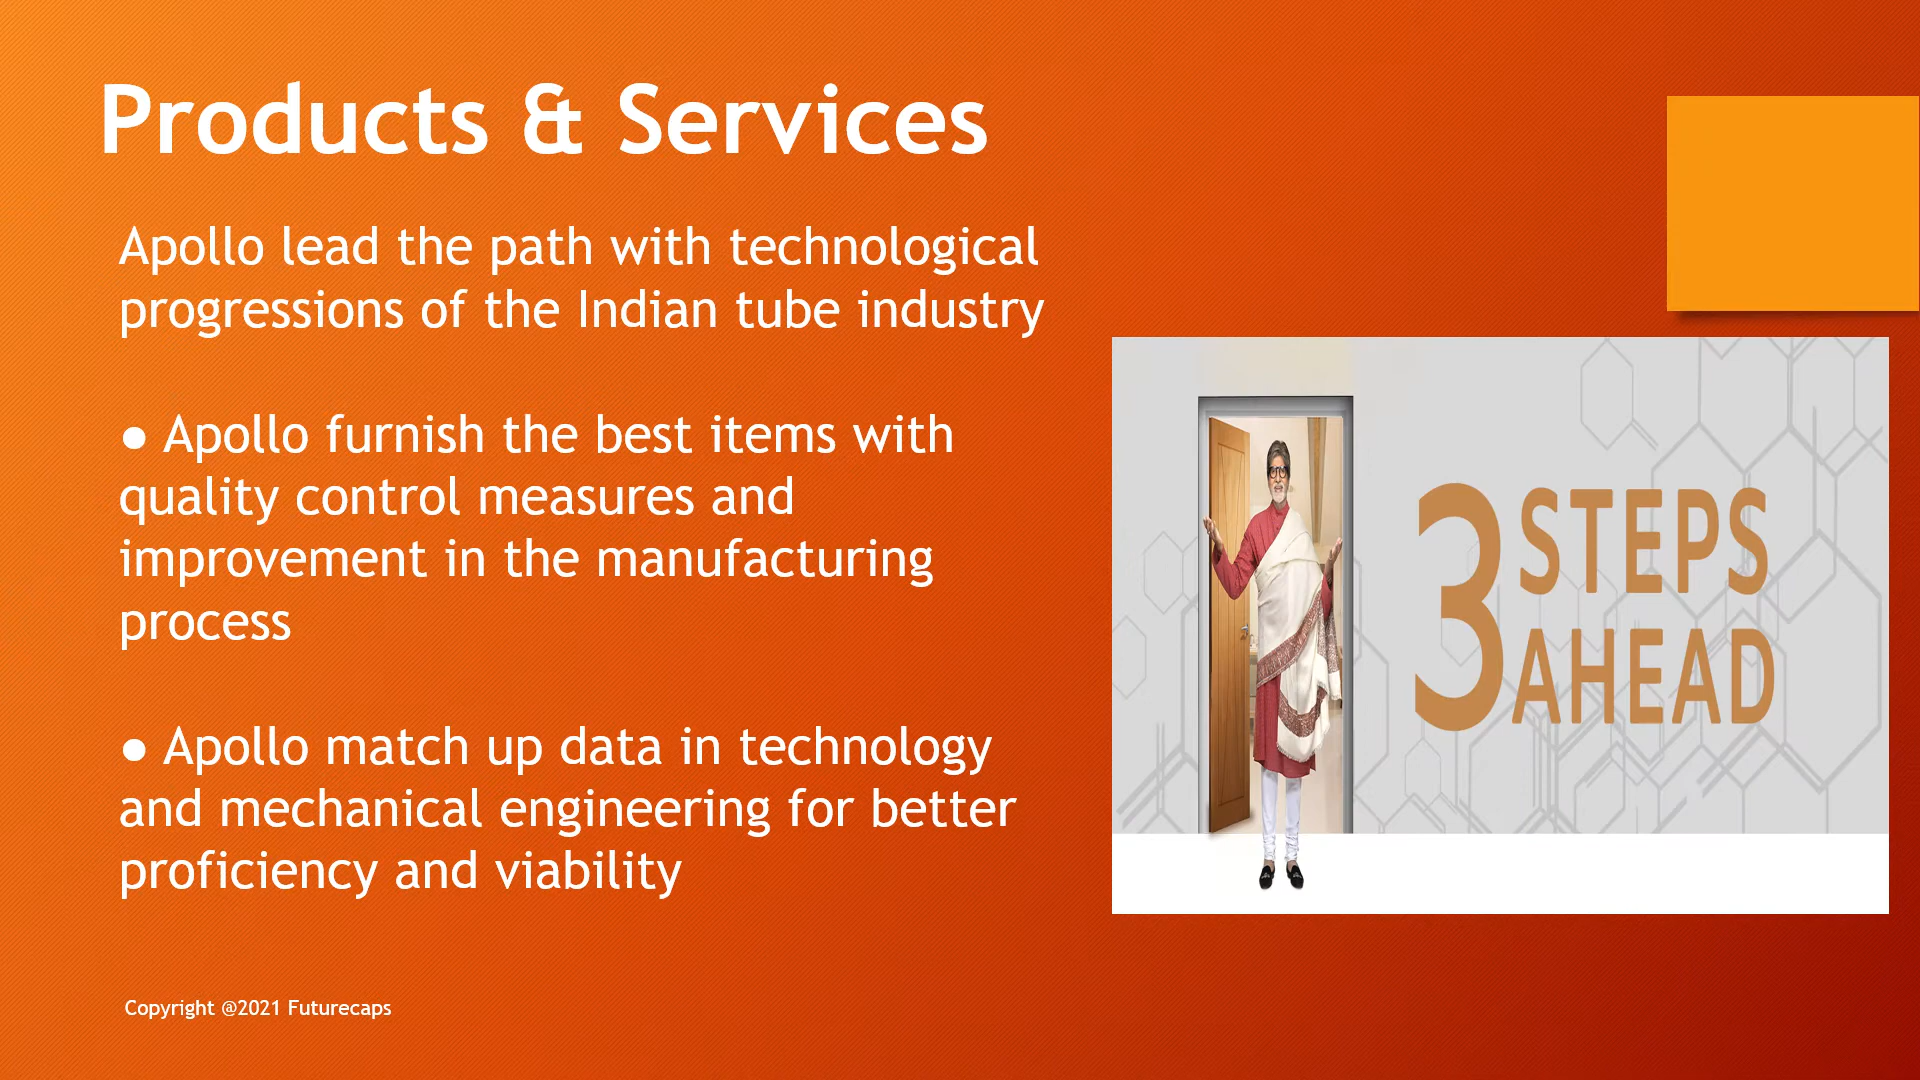 Products & Services
Apollo lead the path with technological
progressions of the Indian tube industry
● Apollo furnish the best items with
quality control measures and
improvement in the manufacturing
process
● Apollo match up data in technology
and mechanical engineering for better
proficiency and viability
3 STEPS
AHEAD
Copyright @2021 Futurecaps